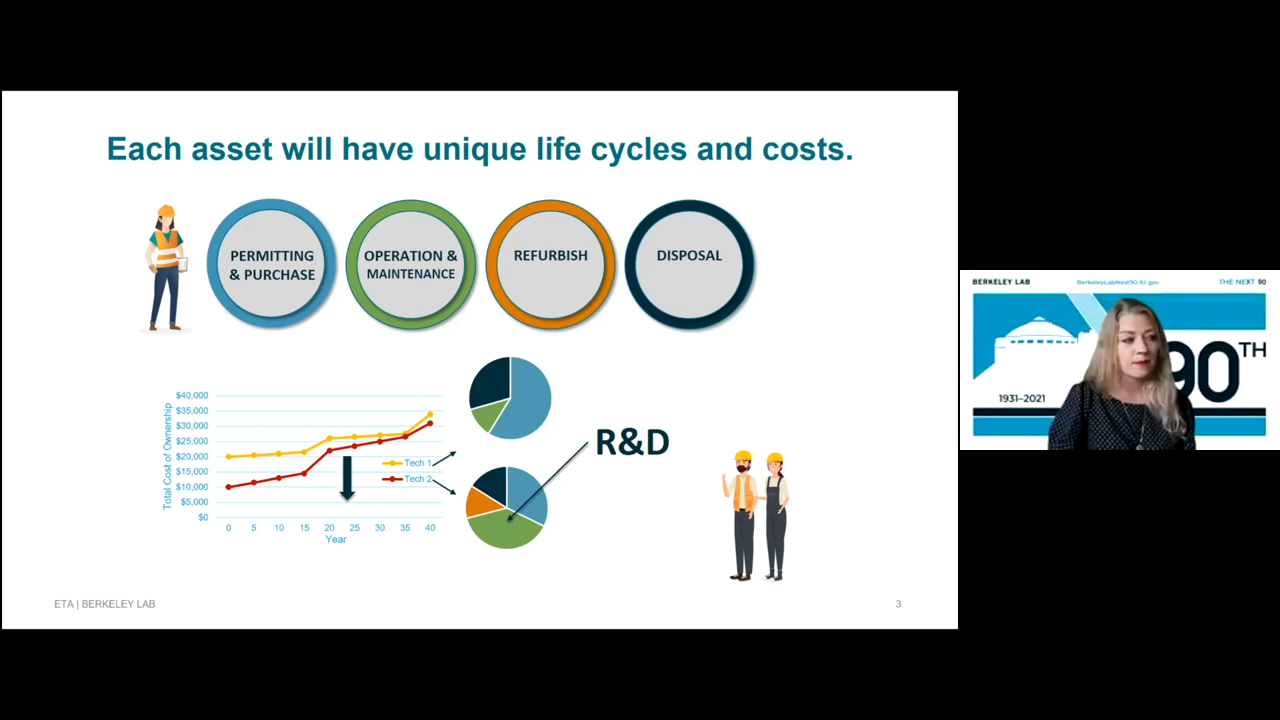 Each asset will have unique life cycles and costs.
PERMITTING
& PURCHASE
OPERATION &
MAINTENANCE
REFURBISH
DISPOSAL
Total Cost of Ownership
$40,000
$35,000
$30,000
$25,000
$20,000
$15,000
$10,000
$5,000
$0
0 5 10 15 20 25 30 35 40
Year
Tech 1
Tech 2
R&D
ETA | BERKELEY LAB
3
BERKELEY LAB
BerkeleyLabNext90.lbl.gov
THE NEXT 90
90TH
1931–2021